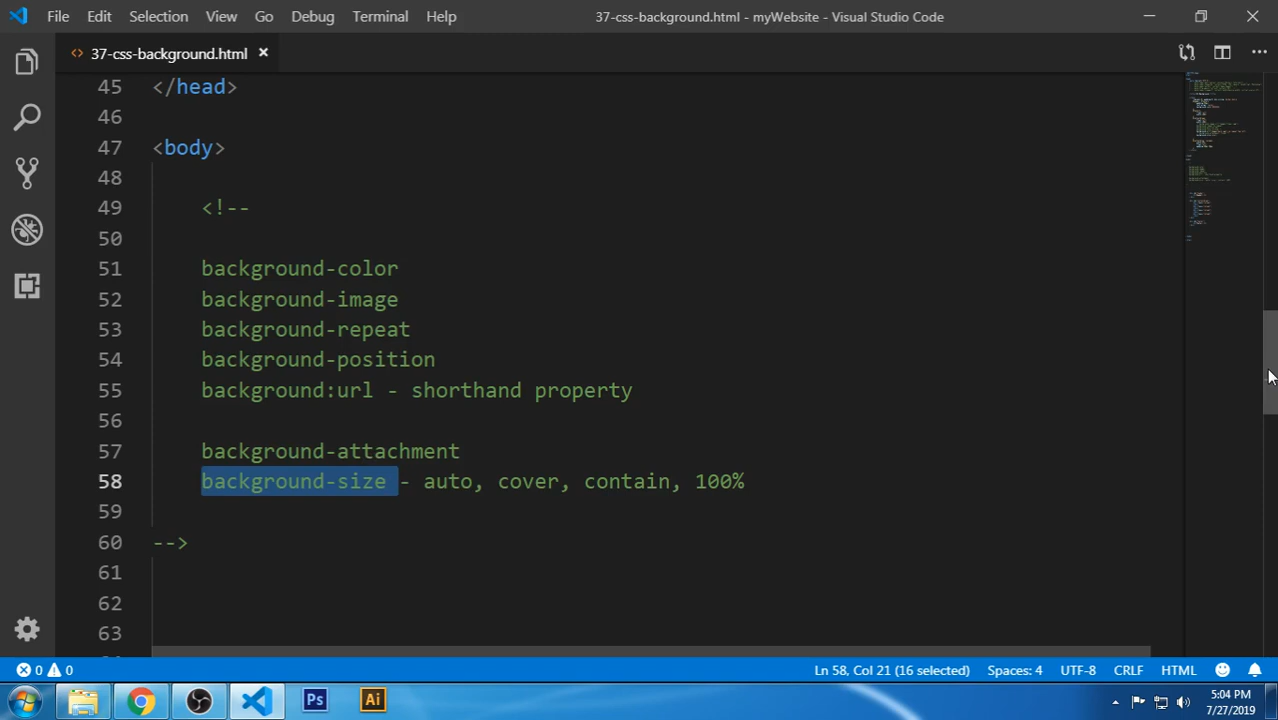 File Edit Selection View Go Debug Terminal Help 37-css-background.html - myWebsite - Visual Studio Code
<> 37-css-background.html ×
45 </head>
46
47 <body>
48
49 <!--
50
51 background-color
52 background-image
53 background-repeat
54 background-position
55 background:url - shorthand property
56
57 background-attachment
58 background-size - auto, cover, contain, 100%
59
60 -->
61
62
63
0 0 Ln 58, Col 21 (16 selected) Spaces: 4 UTF-8 CRLF HTML
Ps Ai 5:04 PM
7/27/2019